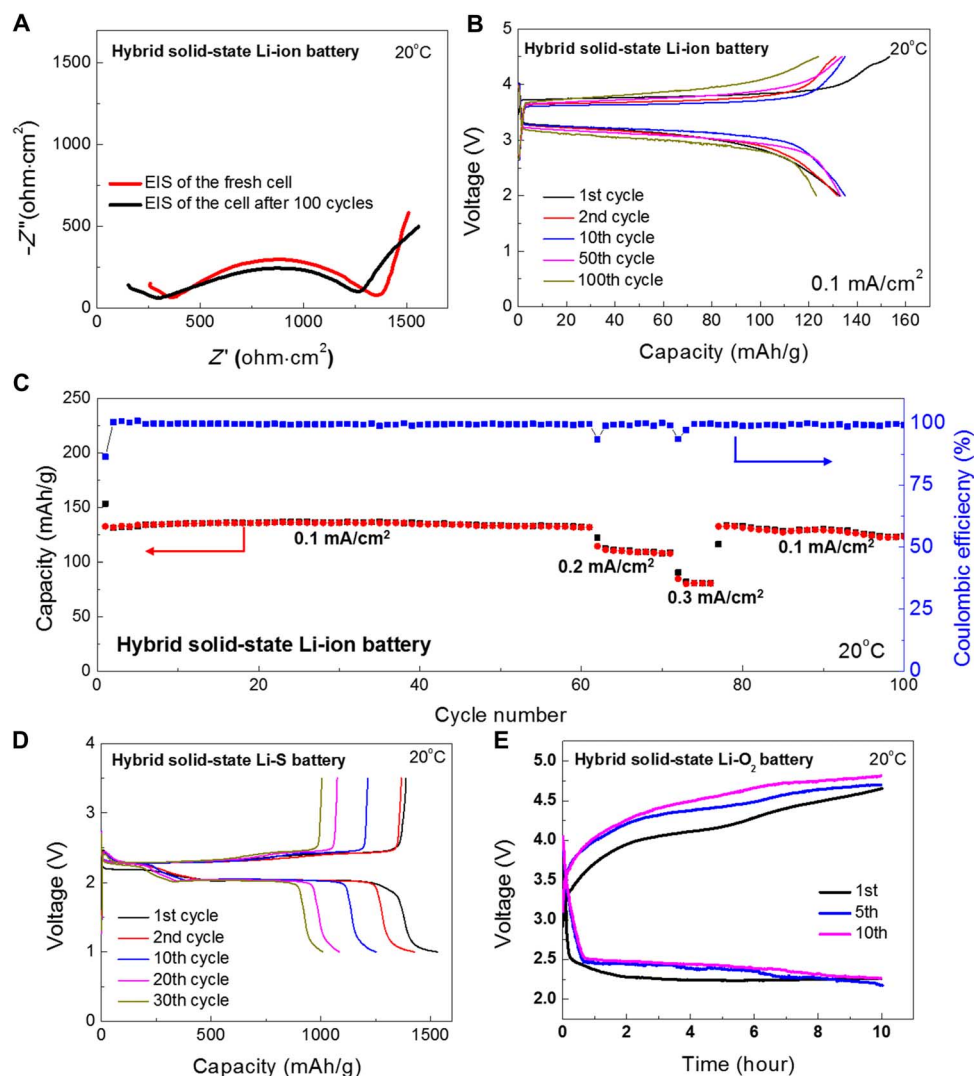 A
Hybrid solid-state Li-ion battery
20°C
1500
1000
500
0
-Z"(ohm·cm²)
EIS of the fresh cell
EIS of the cell after 100 cycles
0
500
1000
1500
Z' (ohm·cm²)
B
Hybrid solid-state Li-ion battery
20°C
5
4
3
2
1
0
Voltage (V)
1st cycle
2nd cycle
10th cycle
50th cycle
100th cycle
0.1 mA/cm²
0
20
40
60
80
100
120
140
160
Capacity (mAh/g)
C
250
200
150
100
50
0
Capacity (mAh/g)
0.1 mA/cm²
0.2 mA/cm²
0.3 mA/cm²
0.1 mA/cm²
Hybrid solid-state Li-ion battery
20°C
100
75
50
25
0
Coulombic efficiecny (%)
0
20
40
60
80
100
Cycle number
D
Hybrid solid-state Li-S battery
20°C
4
3
2
1
0
Voltage (V)
1st cycle
2nd cycle
10th cycle
20th cycle
30th cycle
0
500
1000
1500
Capacity (mAh/g)
E
Hybrid solid-state Li-O₂ battery
20°C
5.0
4.5
4.0
3.5
3.0
2.5
2.0
Voltage (V)
1st
5th
10th
0
2
4
6
8
10
Time (hour)